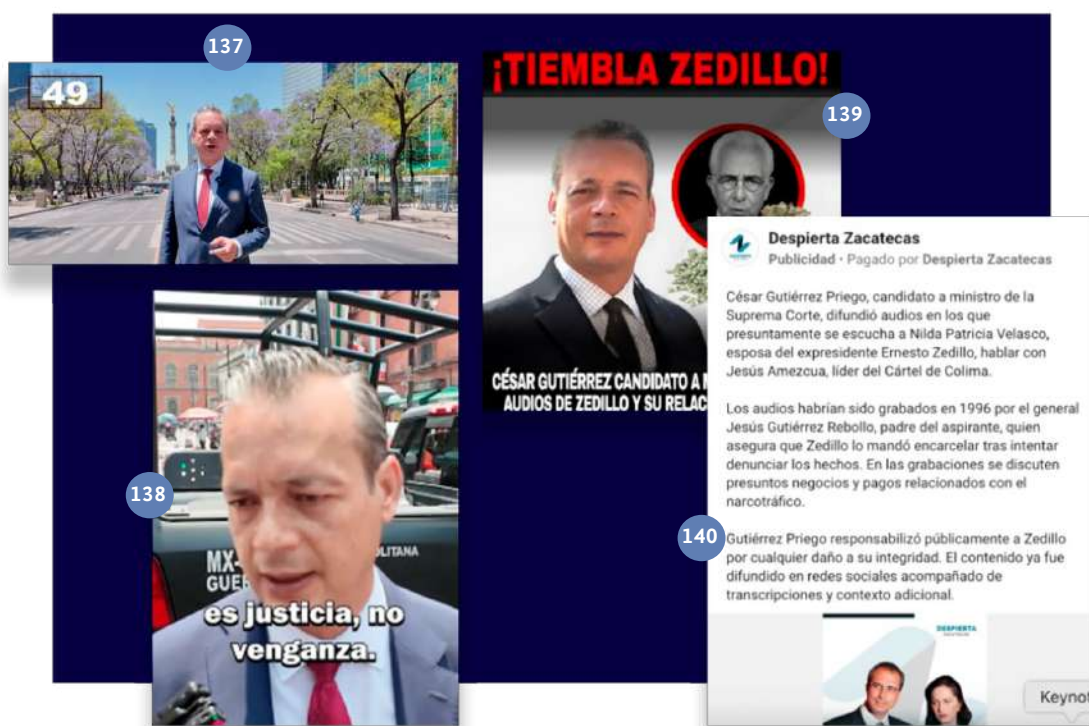 137
49
¡TIEMBLA ZEDILLO!
139
CÉSAR GUTIÉRREZ CANDIDATO A
AUDIOS DE ZEDILLO Y SU
Despierta Zacatecas
Publicidad · Pagado por Despierta Zacatecas
César Gutiérrez Priego, candidato a ministro de la
Suprema Corte, difundió audios en los que
presuntamente se escucha a Nilda Patricia Velasco,
esposa del expresidente Ernesto Zedillo, hablar con
Jesús Amezcua, líder del Cártel de Colima.
Los audios habrían sido grabados en 1996 por el general
Jesús Gutiérrez Rebollo, padre del aspirante, quien
asegura que Zedillo lo mandó encarcelar tras intentar
denunciar los hechos. En las grabaciones se discuten
presuntos negocios y pagos relacionados con el
narcotráfico.
140
Gutiérrez Priego responsabilizó públicamente a Zedillo
por cualquier daño a su integridad. El contenido ya fue
difundido en redes sociales acompañado de
transcripciones y contexto adicional.
DESPIERTA
Keynot
138
MX-
GUE
OLITANA
es justicia, no
venganza.